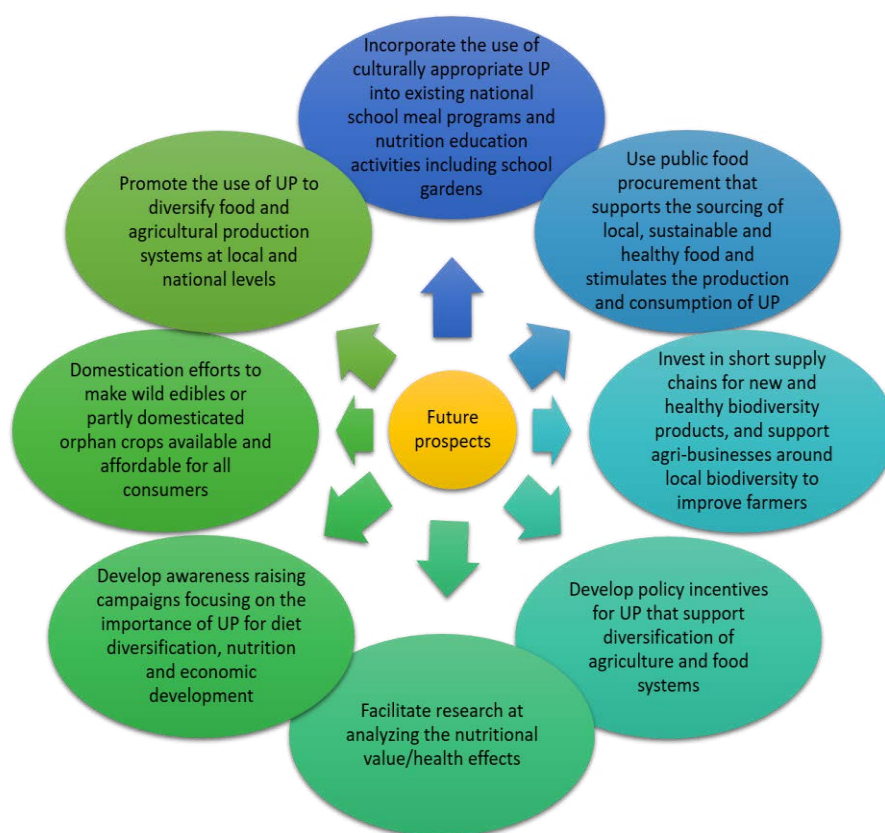 Incorporate the use of
culturally appropriate UP
into existing national
school meal programs and
nutrition education
activities including school
gardens
Use public food
procurement that
supports the sourcing of
local, sustainable and
healthy food and
stimulates the production
and consumption of UP
Invest in short supply
chains for new and
healthy biodiversity
products, and support
agri-businesses around
local biodiversity to
improve farmers
Develop policy incentives
for UP that support
diversification of
agriculture and food
systems
Facilitate research at
analyzing the nutritional
value/health effects
Develop awareness raising
campaigns focusing on the
importance of UP for diet
diversification, nutrition
and economic
development
Domestication efforts to
make wild edibles or
partly domesticated
orphan crops available and
affordable for all
consumers
Promote the use of UP to
diversify food and
agricultural production
systems at local and
national levels
Future
prospects